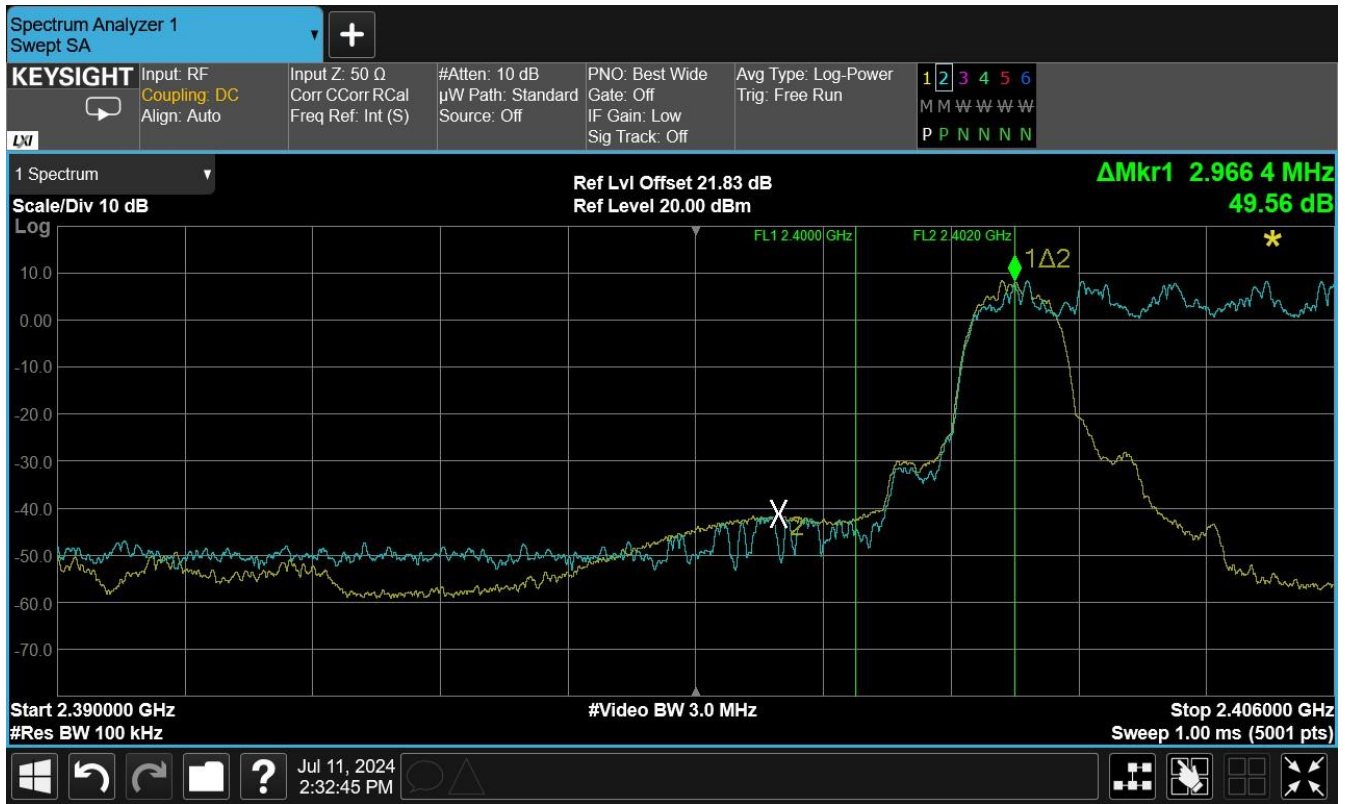 Spectrum Analyzer 1
Swept SA
KEYSIGHT
LXI
Input: RF
Coupling: DC
Align: Auto
Input Z: 50 Ω
Corr CCorr RCal
Freq Ref: Int (S)
#Atten: 10 dB
µW Path: Standard
Source: Off
PNO: Best Wide
Gate: Off
IF Gain: Low
Sig Track: Off
Avg Type: Log-Power
Trig: Free Run
1 2 3 4 5 6
M M W W W W
P P N N N N
1 Spectrum
Scale/Div 10 dB
Log
Ref Lvl Offset 21.83 dB
Ref Level 20.00 dBm
ΔMkr1 2.966 4 MHz
49.56 dB
FL1 2.4000 GHz
FL2 2.4020 GHz
*
1Δ2
X
2
10.0
0.00
-10.0
-20.0
-30.0
-40.0
-50.0
-60.0
-70.0
Start 2.390000 GHz
#Res BW 100 kHz
#Video BW 3.0 MHz
Stop 2.406000 GHz
Sweep 1.00 ms (5001 pts)
?
Jul 11, 2024
2:32:45 PM